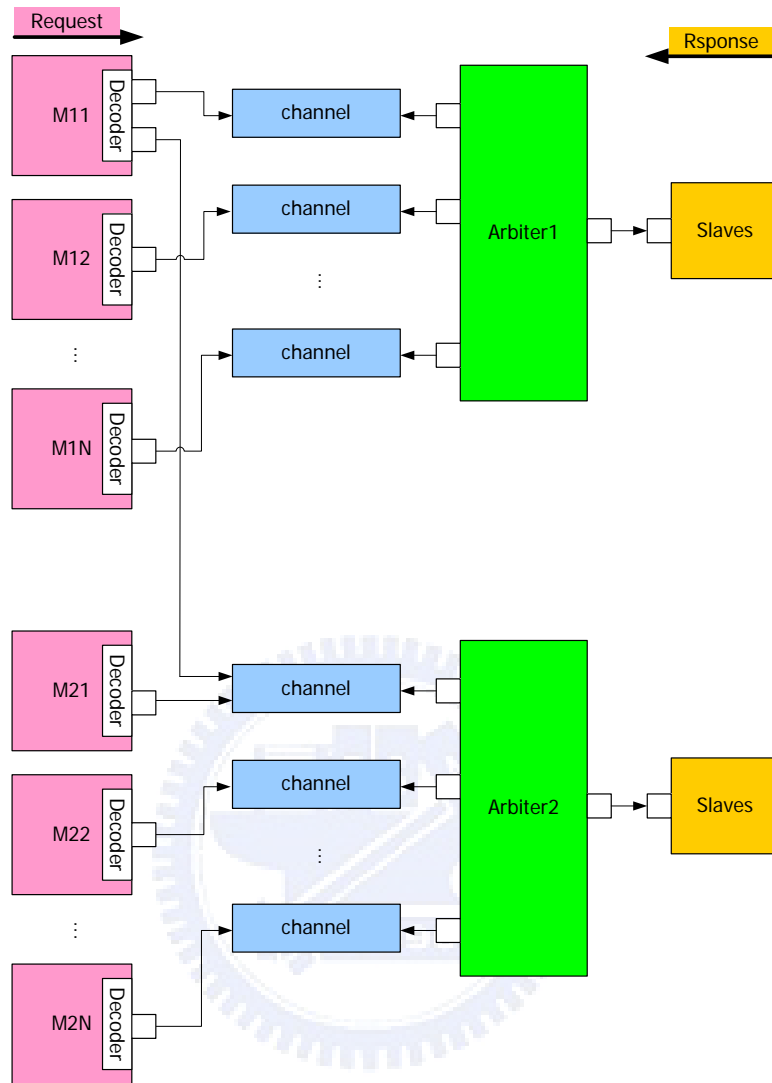 Request
Rsponse
M11
Decoder
channel
Arbiter1
Slaves
M12
Decoder
channel
⋮
⋮
M1N
Decoder
channel
M21
Decoder
channel
Arbiter2
Slaves
M22
Decoder
channel
⋮
⋮
M2N
Decoder
channel